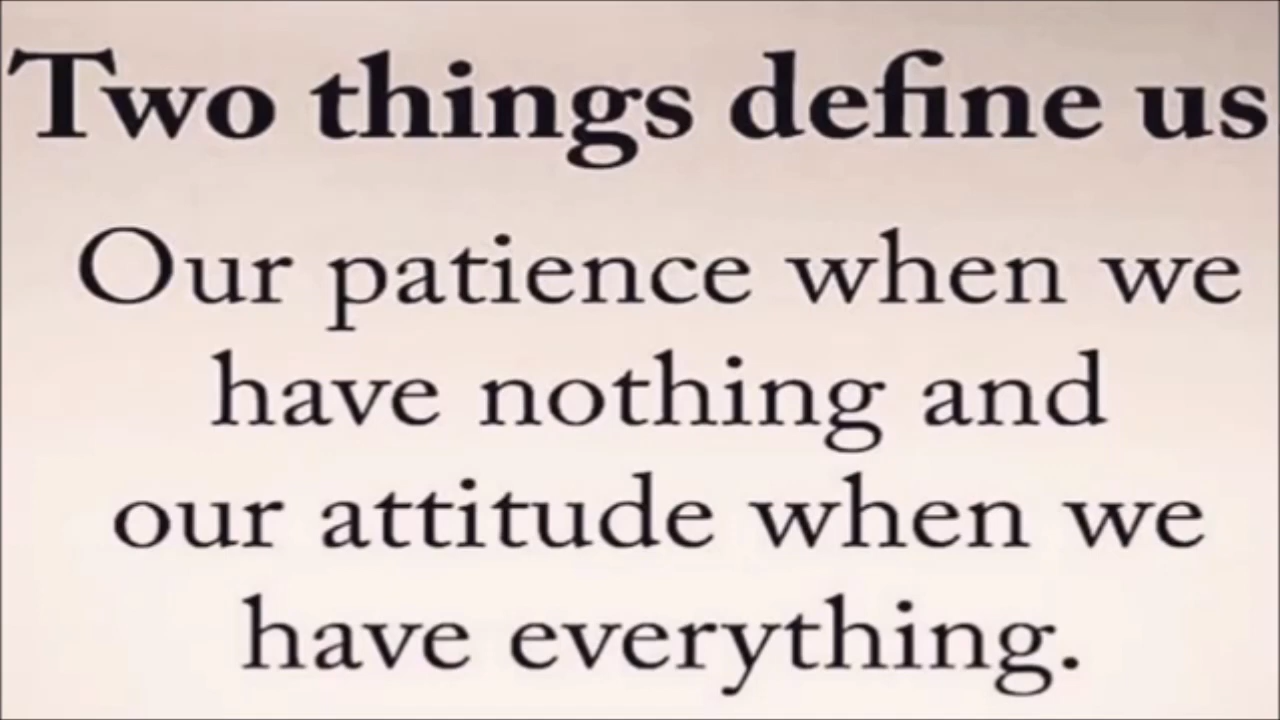 Two things define us
Our patience when we
have nothing and
our attitude when we
have everything.